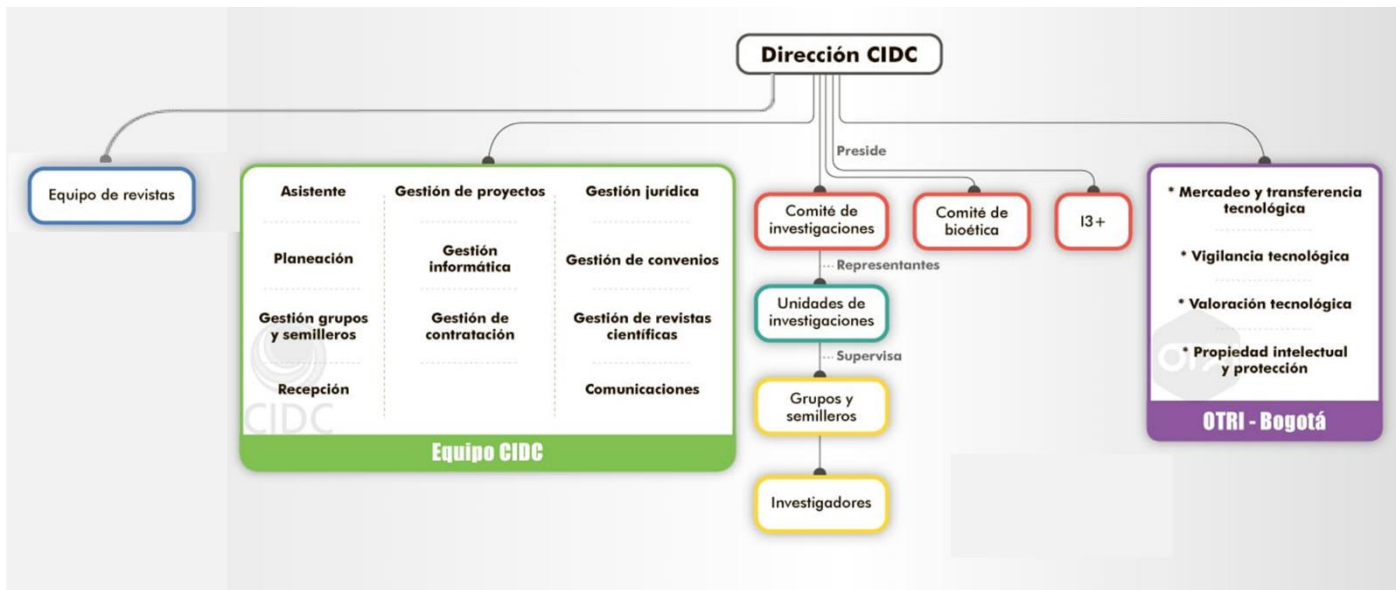 Dirección CIDC
Preside
Equipo de revistas
Asistente
Gestión de proyectos
Gestión jurídica
Planeación
Gestión
informática
Gestión de convenios
Gestión grupos
y semilleros
Gestión de
contratación
Gestión de revistas
científicas
Recepción
Comunicaciones
CIDC
Equipo CIDC
Comité de
investigaciones
Comité de
bioética
I3+
Representantes
Unidades de
investigaciones
Supervisa
Grupos y
semilleros
Investigadores
* Mercadeo y transferencia
tecnológica
* Vigilancia tecnológica
* Valoración tecnológica
* Propiedad intelectual
y protección
OTRI - Bogotá